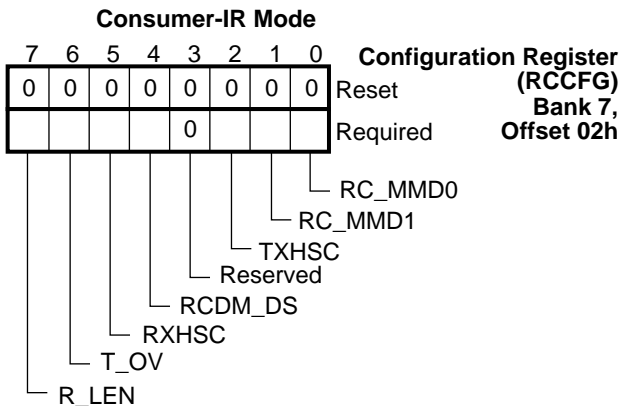 Consumer-IR Mode
7 6 5 4 3 2 1 0
Configuration Register
(RCCFG)
Bank 7,
Offset 02h
0 0 0 0 0 0 0 0 Reset
0 Required
RC_MMD0
RC_MMD1
TXHSC
Reserved
RCDM_DS
RXHSC
T_OV
R_LEN